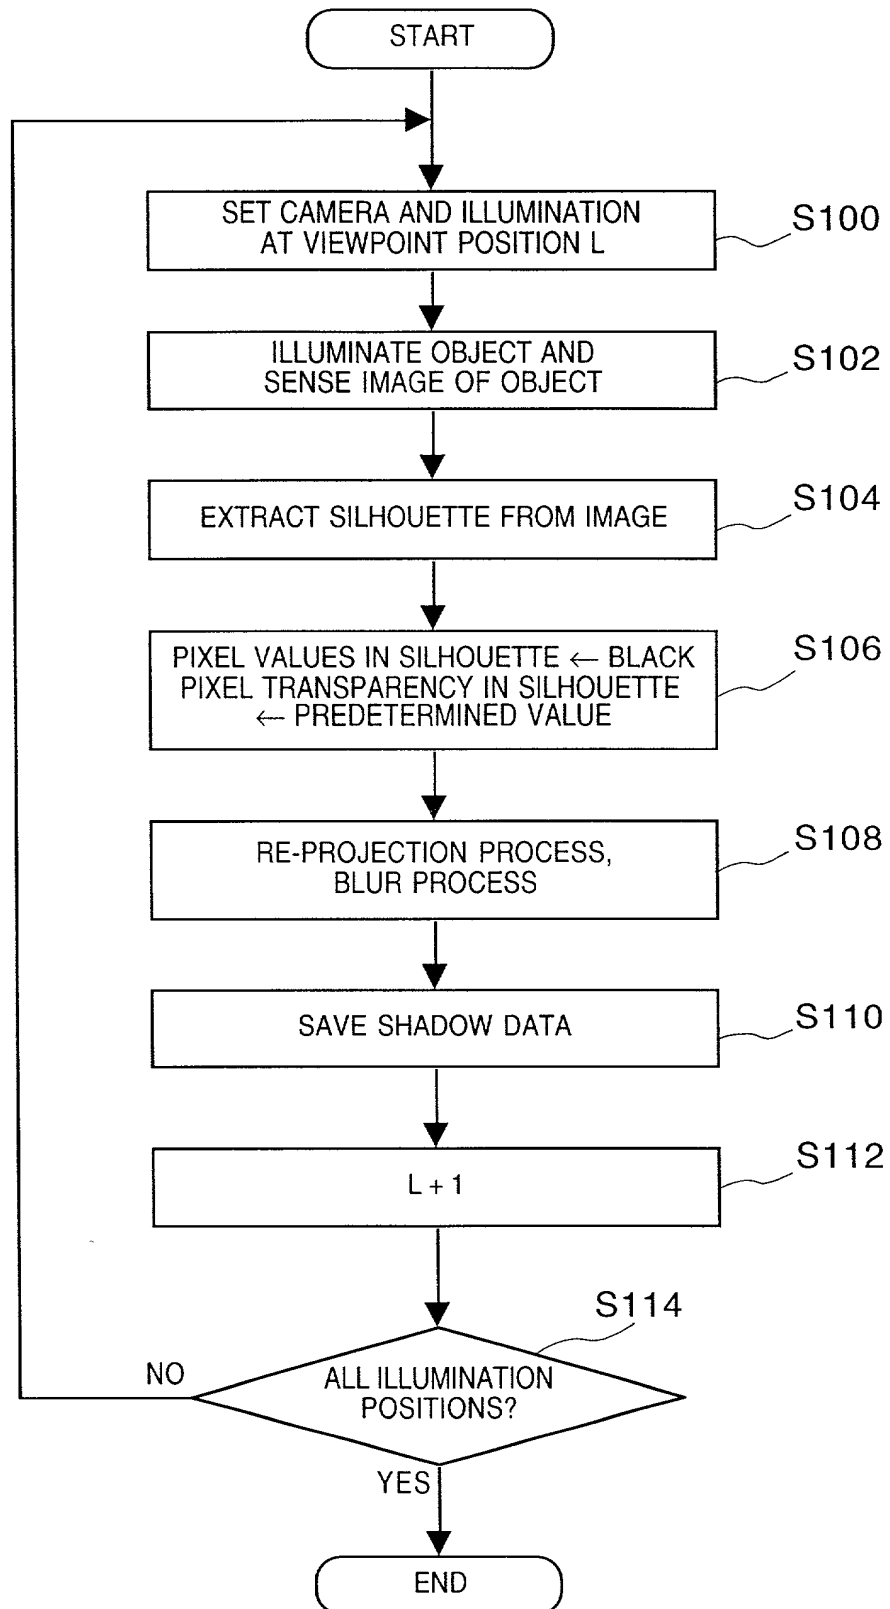 START
SET CAMERA AND ILLUMINATION
AT VIEWPOINT POSITION L
S100
ILLUMINATE OBJECT AND
SENSE IMAGE OF OBJECT
S102
EXTRACT SILHOUETTE FROM IMAGE
S104
PIXEL VALUES IN SILHOUETTE ← BLACK
PIXEL TRANSPARENCY IN SILHOUETTE
← PREDETERMINED VALUE
S106
RE-PROJECTION PROCESS,
BLUR PROCESS
S108
SAVE SHADOW DATA
S110
L + 1
S112
S114
ALL ILLUMINATION
POSITIONS?
NO
YES
END